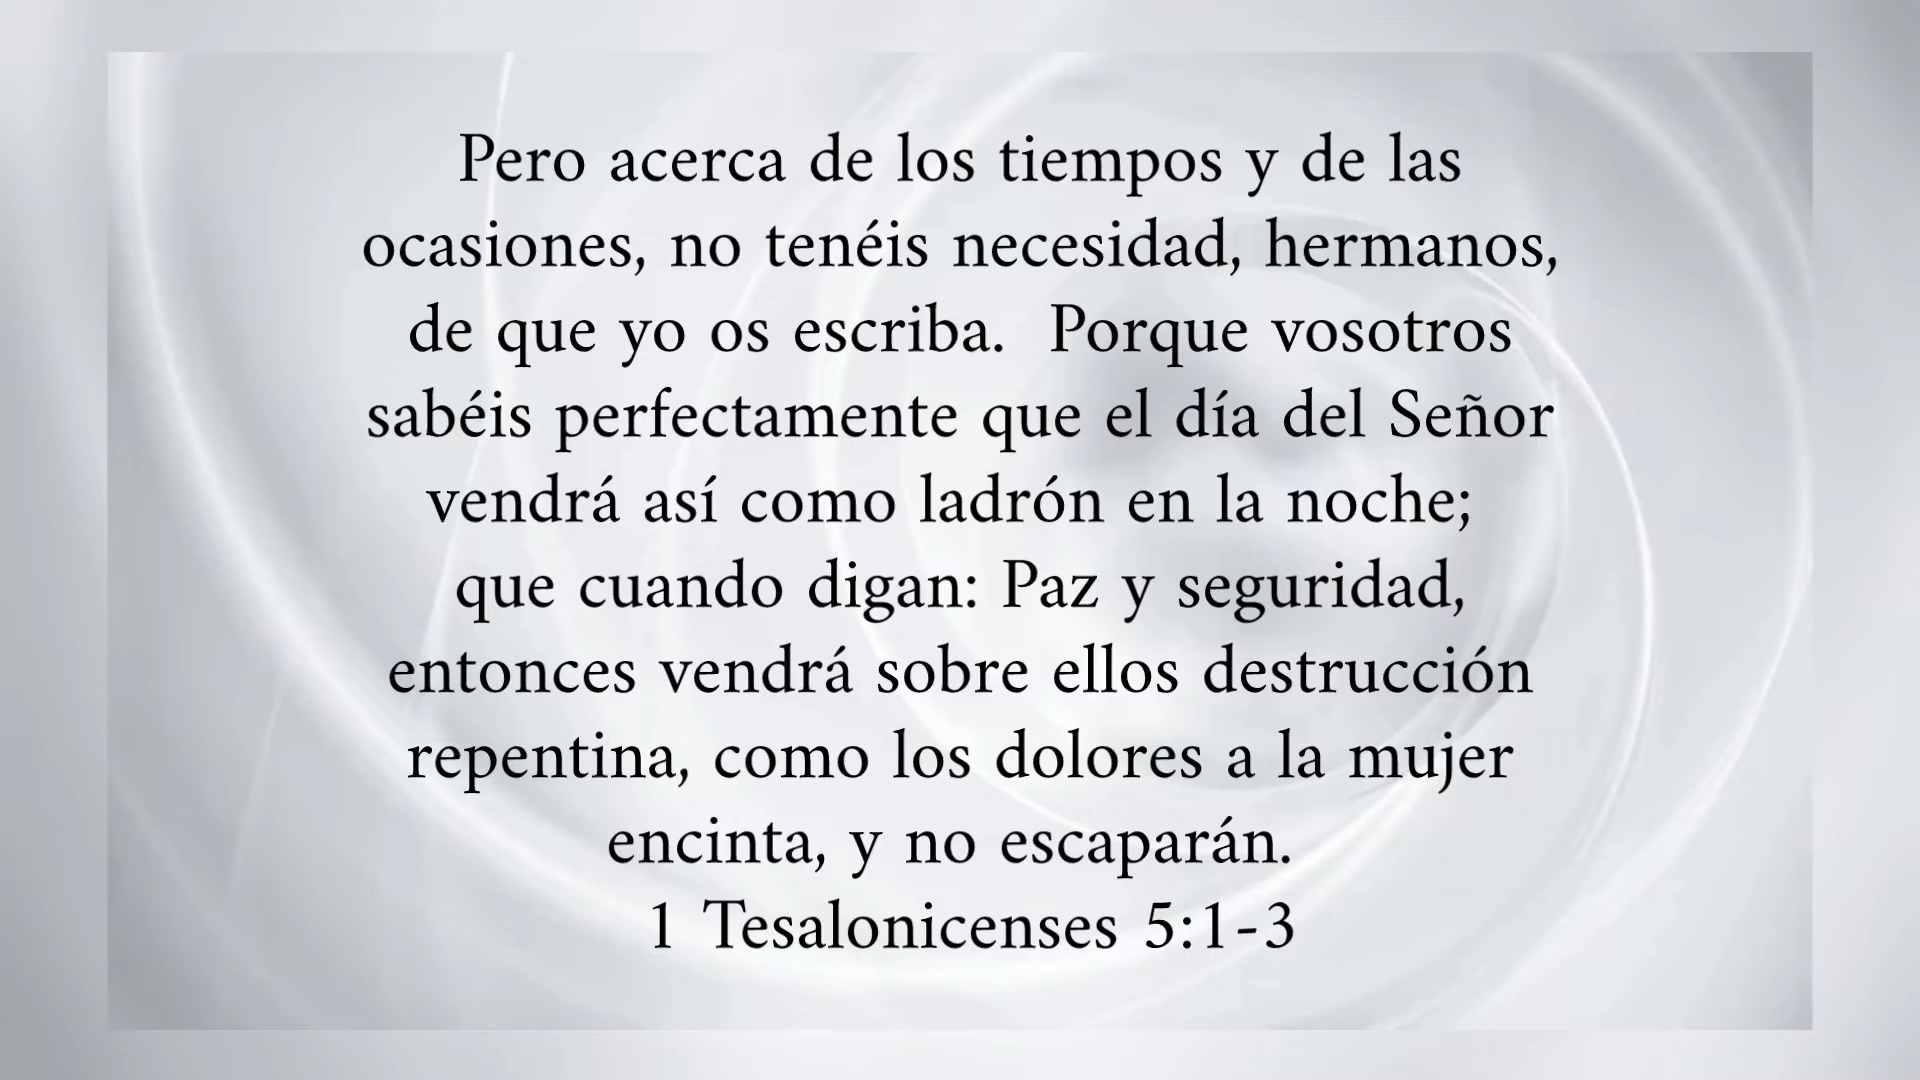 Pero acerca de los tiempos y de las
ocasiones, no tenéis necesidad, hermanos,
de que yo os escriba.  Porque vosotros
sabéis perfectamente que el día del Señor
vendrá así como ladrón en la noche;
que cuando digan: Paz y seguridad,
entonces vendrá sobre ellos destrucción
repentina, como los dolores a la mujer
encinta, y no escaparán.
1 Tesalonicenses 5:1-3